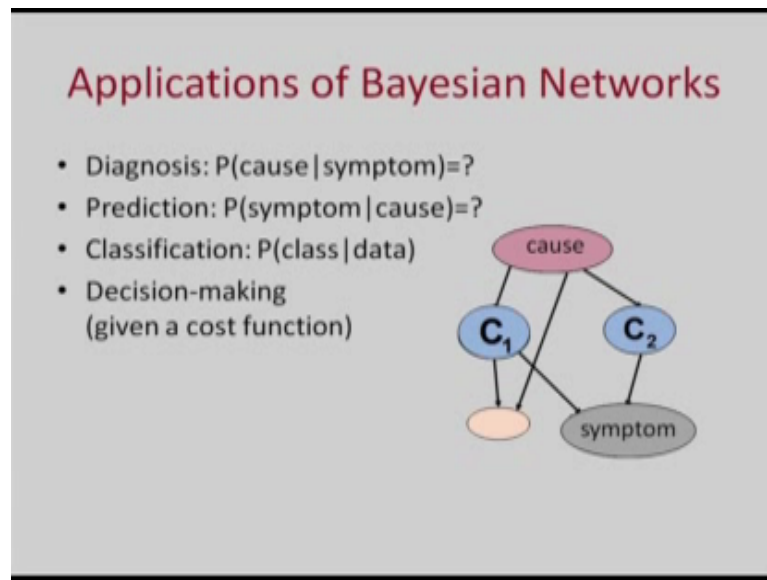 Applications of Bayesian Networks
• Diagnosis: P(cause|symptom)=?
• Prediction: P(symptom|cause)=?
• Classification: P(class|data)
• Decision-making
(given a cost function)
cause
C₁
C₂
symptom